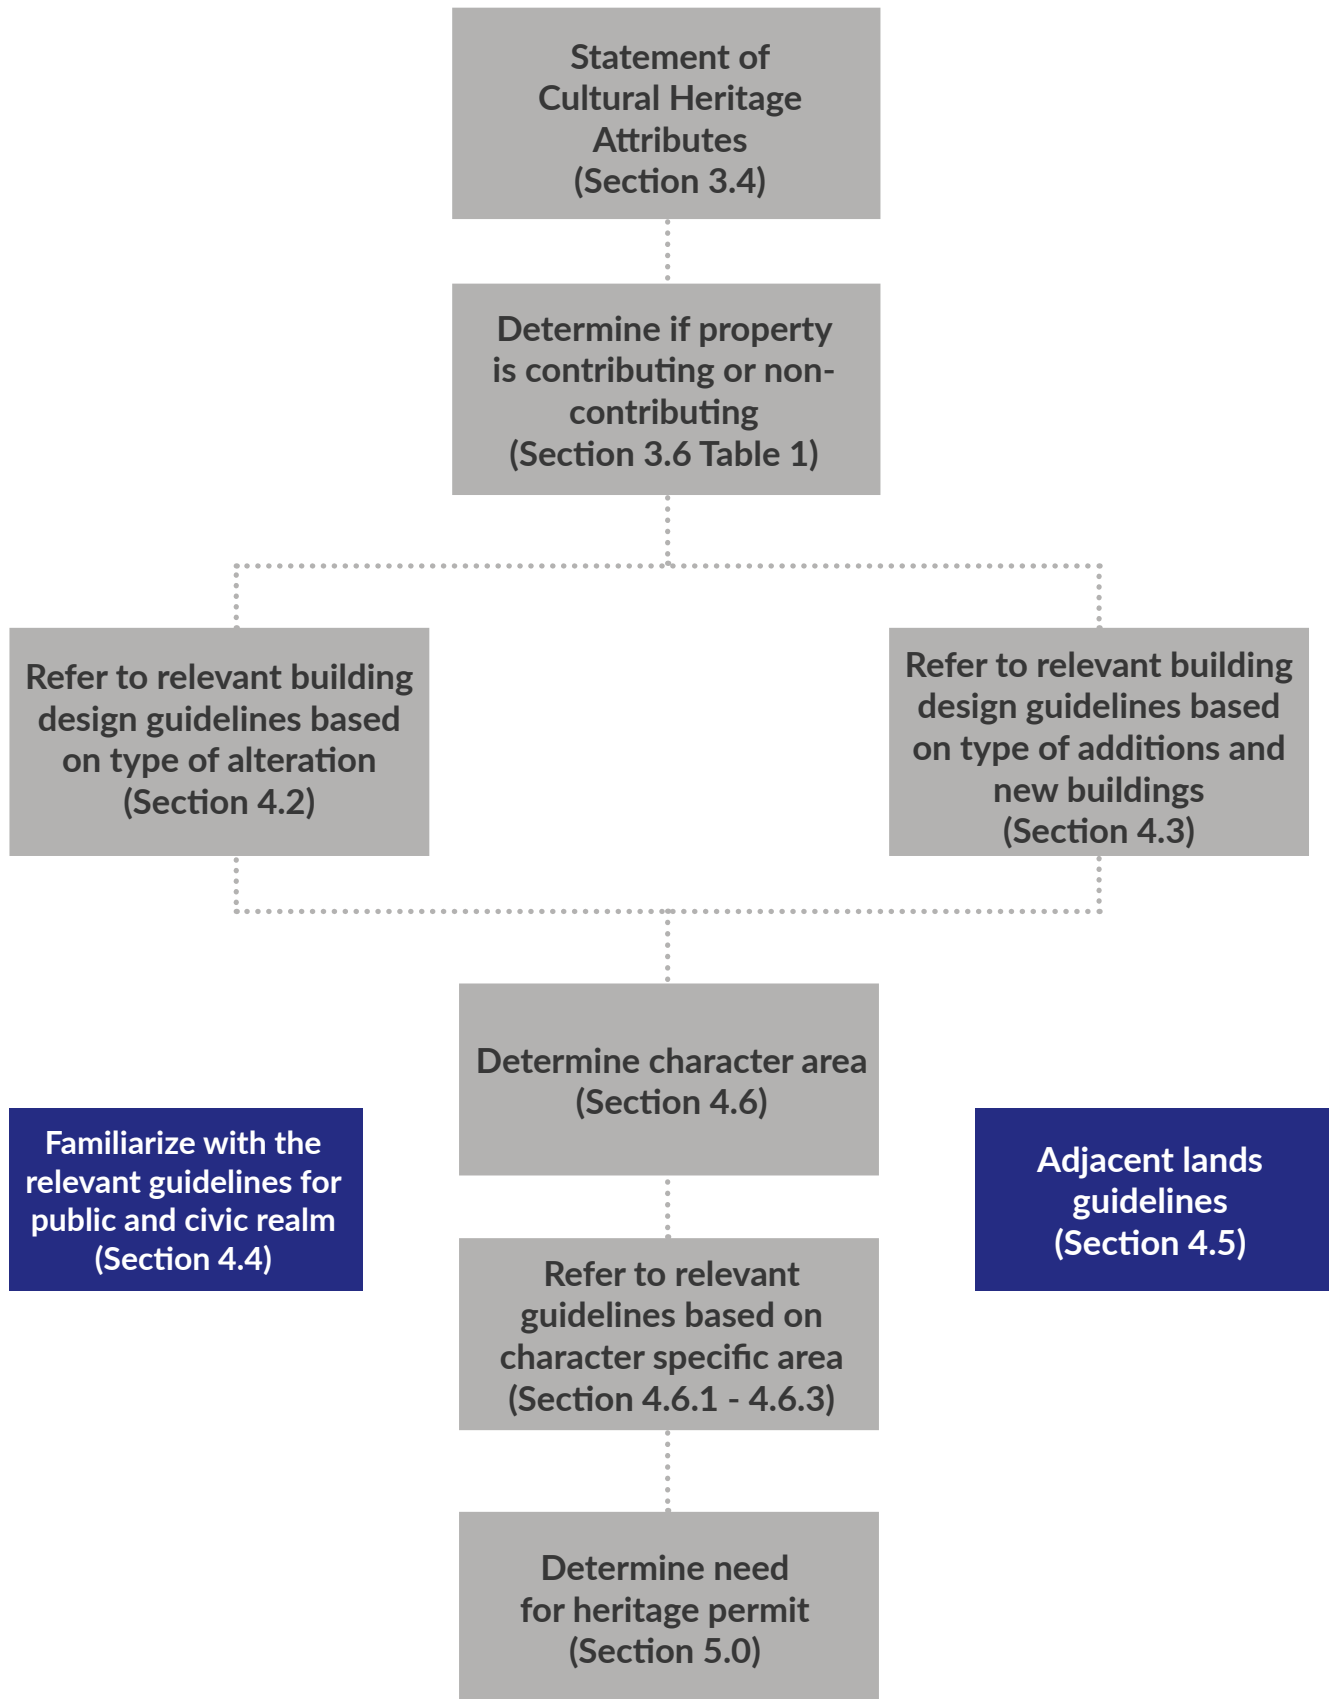 Statement of
Cultural Heritage
Attributes
(Section 3.4)
Determine if property
is contributing or non-
contributing
(Section 3.6 Table 1)
Refer to relevant building
design guidelines based
on type of alteration
(Section 4.2)
Refer to relevant building
design guidelines based
on type of additions and
new buildings
(Section 4.3)
Determine character area
(Section 4.6)
Familiarize with the
relevant guidelines for
public and civic realm
(Section 4.4)
Adjacent lands
guidelines
(Section 4.5)
Refer to relevant
guidelines based on
character specific area
(Section 4.6.1 - 4.6.3)
Determine need
for heritage permit
(Section 5.0)